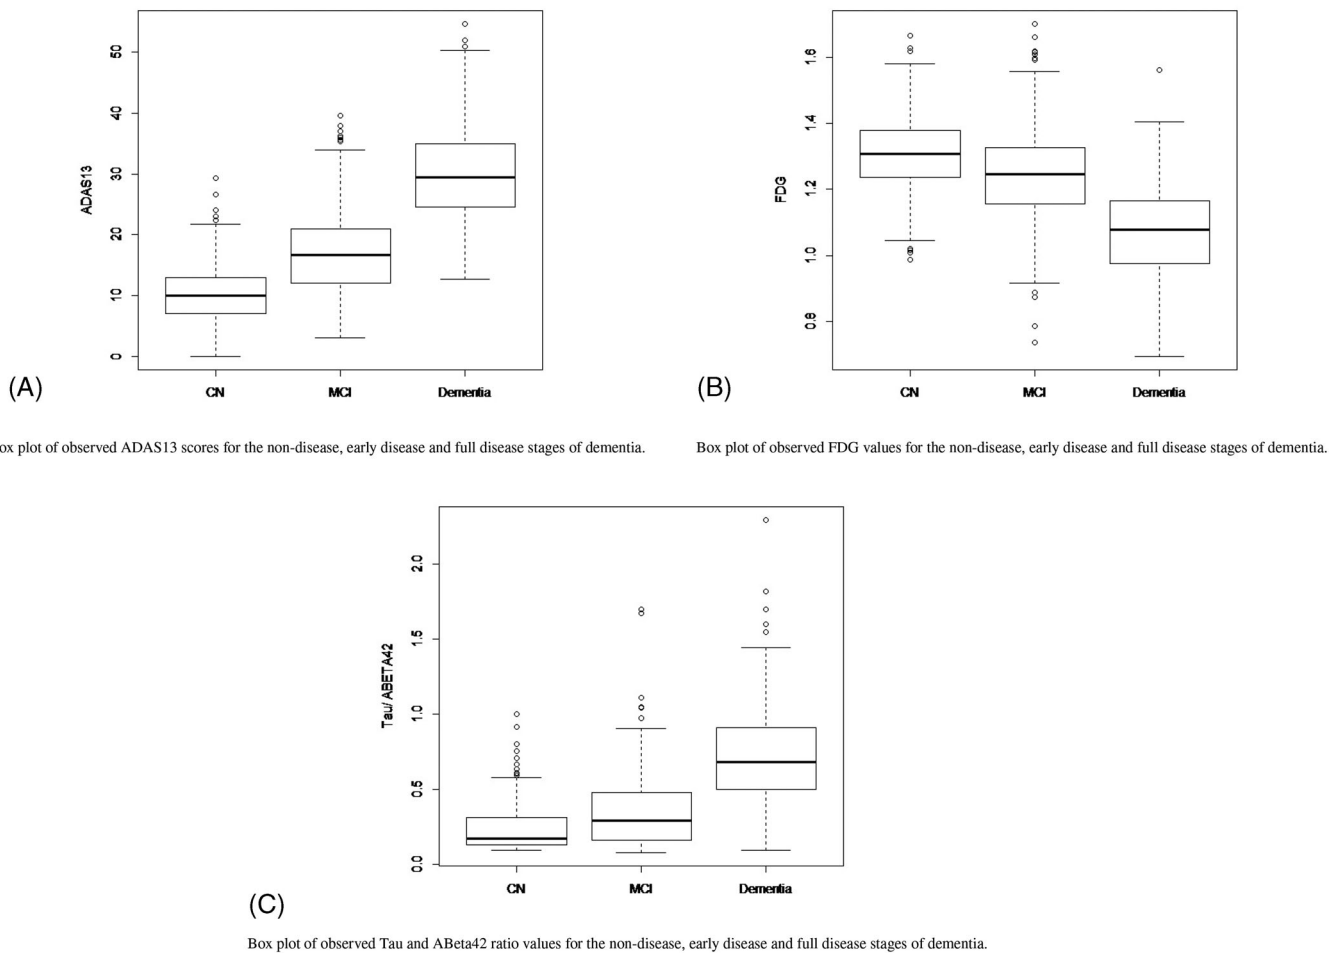 ADAS13
50
40
30
20
10
0
CN MCI Dementia
(A)
ox plot of observed ADAS13 scores for the non-disease, early disease and full disease stages of dementia.
FDG
1.6
1.4
1.2
1.0
0.8
CN MCI Dementia
(B)
Box plot of observed FDG values for the non-disease, early disease and full disease stages of dementia.
Tau/ ABETA42
2.0
1.5
1.0
0.5
0.0
CN MCI Dementia
(C)
Box plot of observed Tau and ABeta42 ratio values for the non-disease, early disease and full disease stages of dementia.